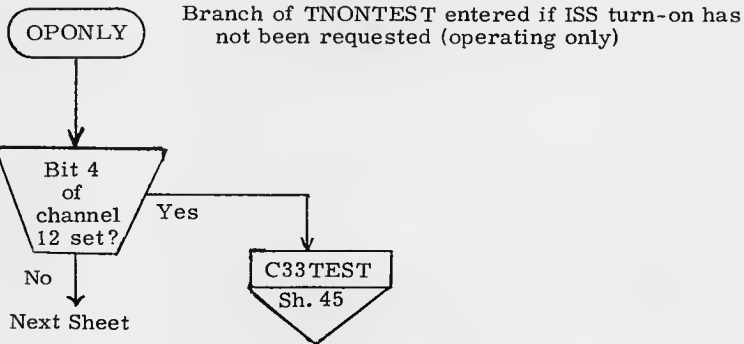 OPONLY
Branch of TNONTEST entered if ISS turn-on has
not been requested (operating only)
Bit 4
of
channel
12 set?
Yes
No
Next Sheet
C33TEST
Sh. 45